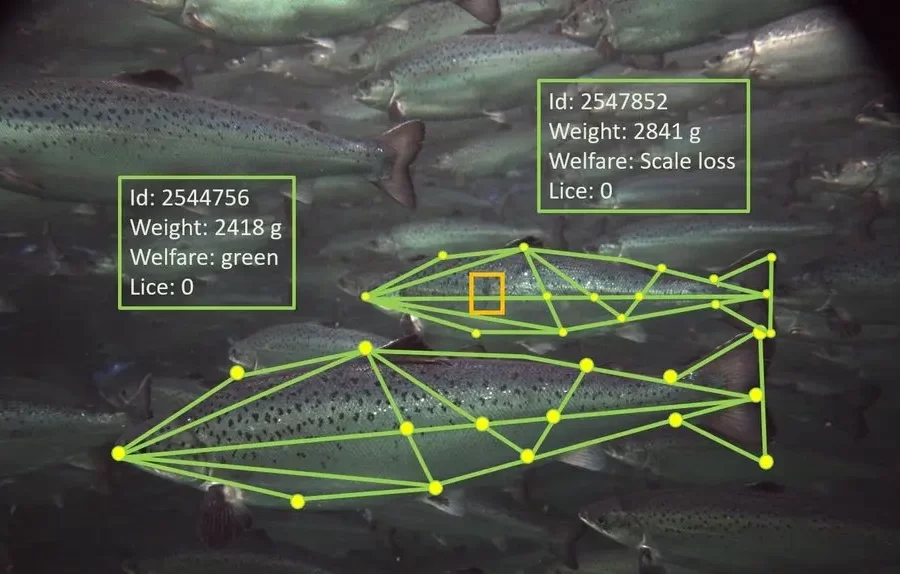 Id: 2547852
Weight: 2841 g
Welfare: Scale loss
Lice: 0
Id: 2544756
Weight: 2418 g
Welfare: green
Lice: 0